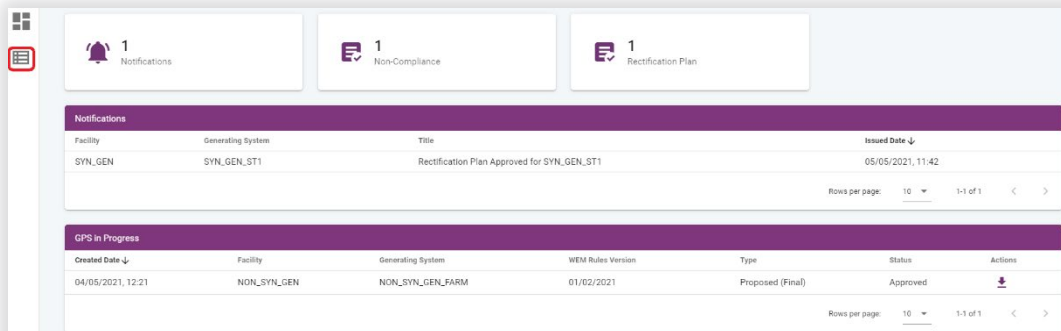 1
Notifications
1
Non-Compliance
1
Rectification Plan
Notifications
Facility Generating System Title Issued Date ↓
SYN_GEN SYN_GEN_ST1 Rectification Plan Approved for SYN_GEN_ST1 05/05/2021, 11:42
Rows per page: 10 1-1 of 1 < >
GPS in Progress
Created Date ↓ Facility Generating System WEM Rules Version Type Status Actions
04/05/2021, 12:21 NON_SYN_GEN NON_SYN_GEN_FARM 01/02/2021 Proposed (Final) Approved
Rows per page: 10 1-1 of 1 < >